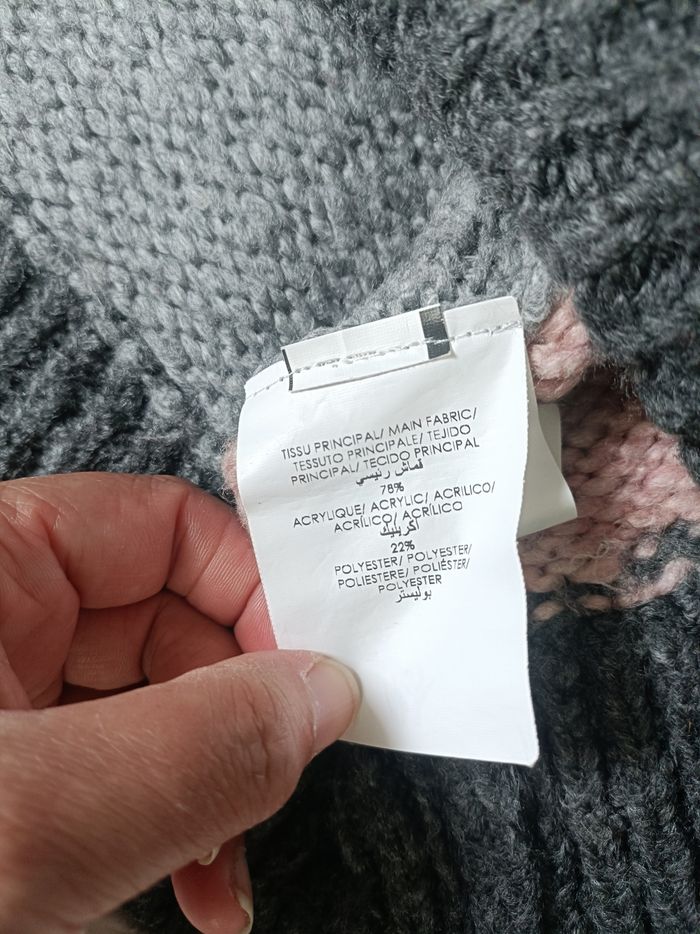 TISSU PRINCIPAL/ MAIN FABRIC/
TESSUTO PRINCIPALE/ TEJIDO
PRINCIPAL/ TECIDO PRINCIPAL
قماش رئيسي
78%
ACRYLIQUE/ ACRYLIC/ ACRILICO/
ACRÍLICO/ ACRÍLICO
أكريليك
22%
POLYESTER/ POLYESTER/
POLIESTERE/ POLIÉSTER/
POLYESTER
بوليستر